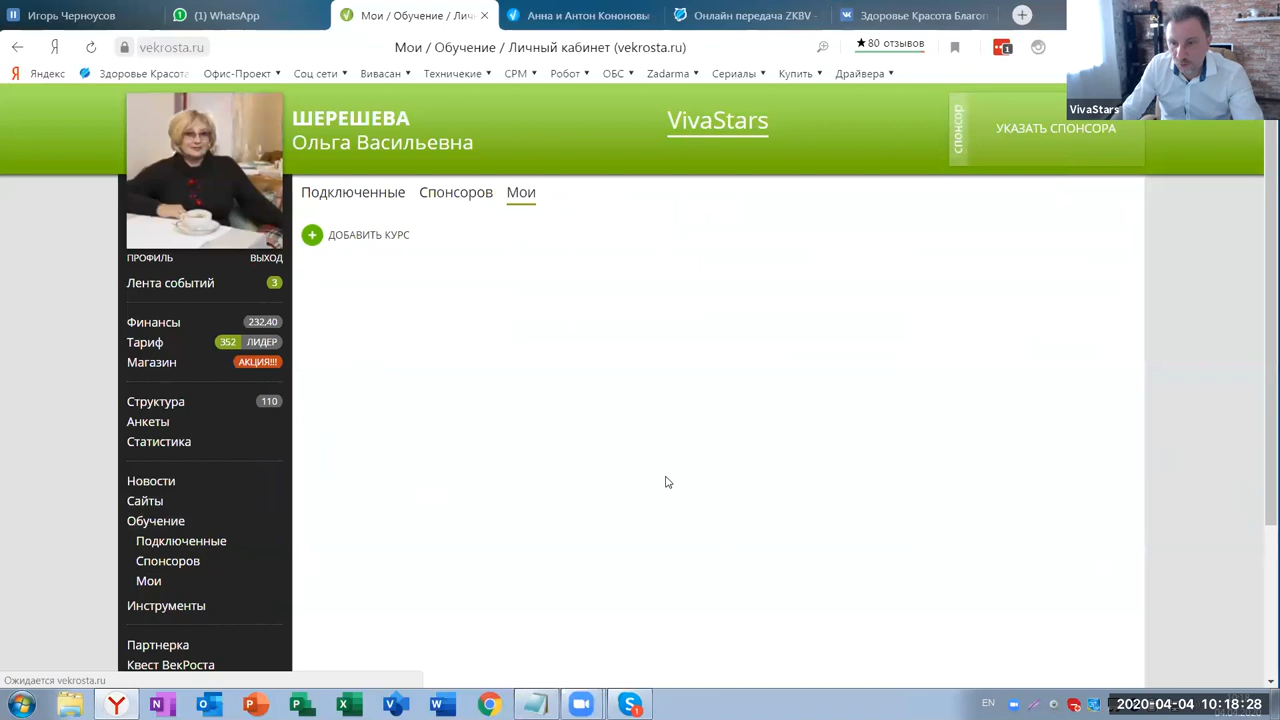 Игорь Черноусов
(1) WhatsApp
Мои / Обучение / Личн
Анна и Антон Кононовы
Онлайн передача ZKBV -
Здоровье Красота Благоп
vekrosta.ru
Мои / Обучение / Личный кабинет (vekrosta.ru)
★80 отзывов
1
Яндекс
Здоровье Красота
Офис-Проект
Соц сети
Вивасан
Технические
СРМ
Робот
ОБС
Zadarma
Сериалы
Купить
Драйвера
VivaStars
ШЕРЕШЕВА
Ольга Васильевна
VivaStars
спонсор
УКАЗАТЬ СПОНСОРА
Подключенные
Спонсоров
Мои
+ ДОБАВИТЬ КУРС
ПРОФИЛЬ
ВЫХОД
Лента событий 3
Финансы 232,40
Тариф 352 ЛИДЕР
Магазин АКЦИЯ!!!
Структура 110
Анкеты
Статистика
Новости
Сайты
Обучение
Подключенные
Спонсоров
Мои
Инструменты
Партнерка
Квест ВекРоста
Ожидается vekrosta.ru
EN
2020-04-04 10:18:28